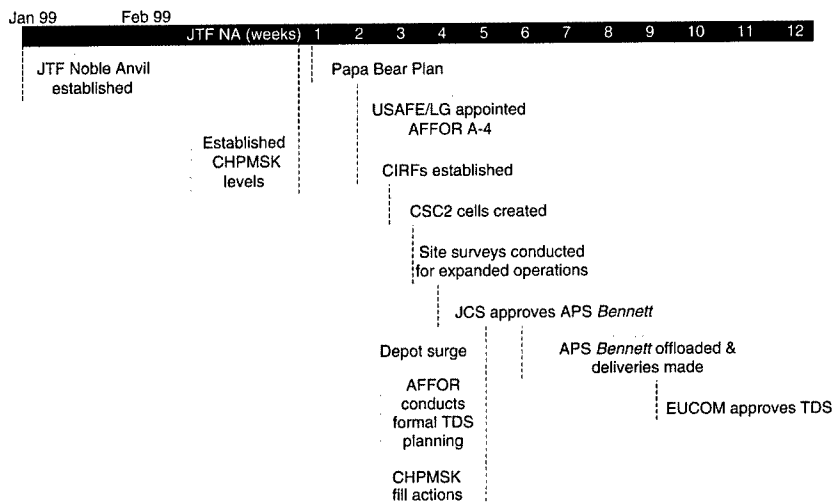 Jan 99
Feb 99
JTF NA (weeks) 1 2 3 4 5 6 7 8 9 10 11 12
JTF Noble Anvil
established
Papa Bear Plan
USAFE/LG appointed
AFFOR A-4
Established
CHPMSK
levels
CIRFs established
CSC2 cells created
Site surveys conducted
for expanded operations
JCS approves APS Bennett
Depot surge
APS Bennett offloaded &
deliveries made
AFFOR
conducts
formal TDS
planning
EUCOM approves TDS
CHPMSK
fill actions